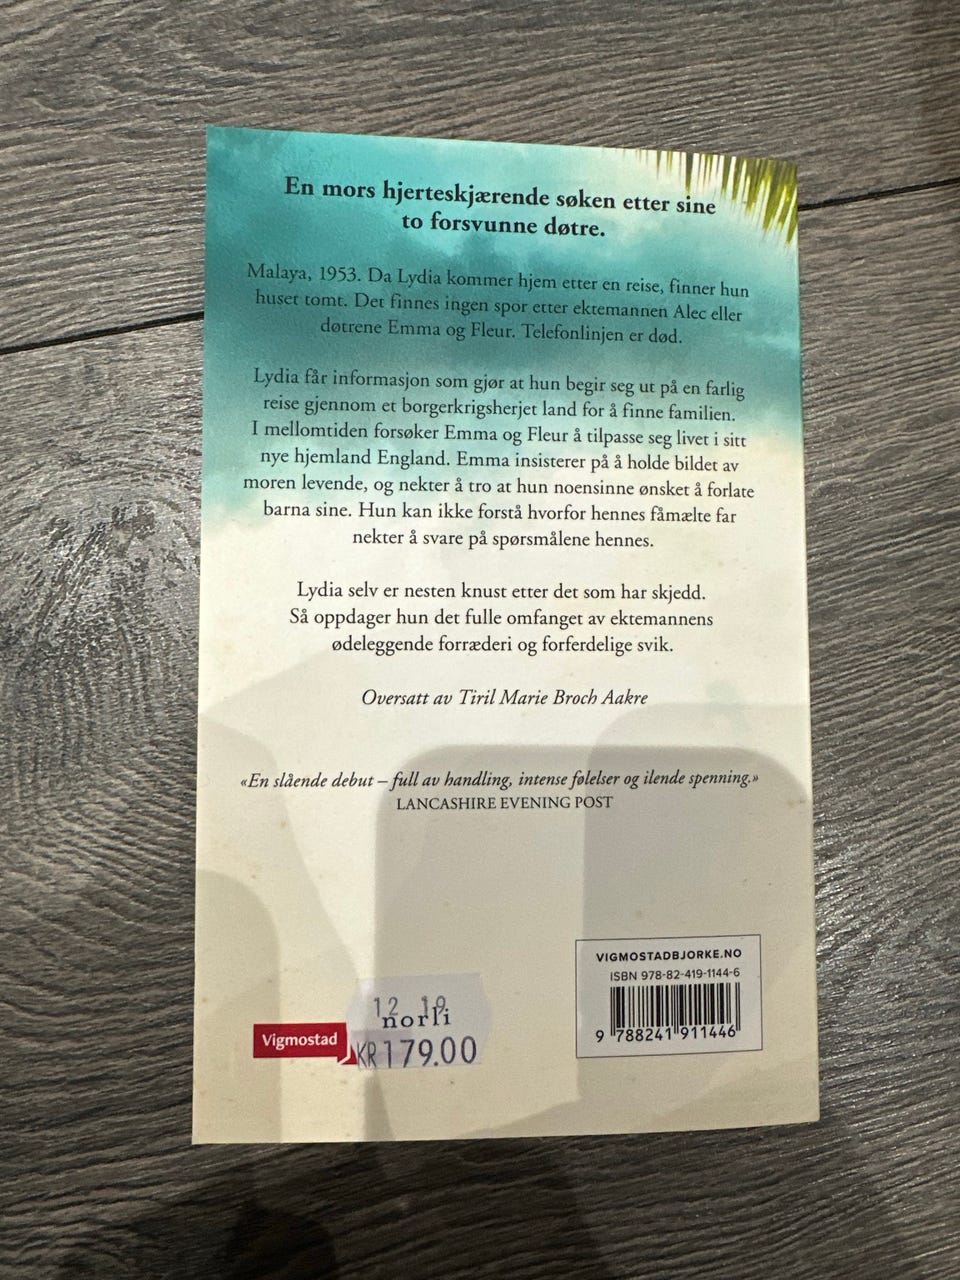 En mors hjerteskjærende søken etter sine
to forsvunne døtre.
Malaya, 1953. Da Lydia kommer hjem etter en reise, finner hun
huset tomt. Det finnes ingen spor etter ektemannen Alec eller
døtrene Emma og Fleur. Telefonlinjen er død.
Lydia får informasjon som gjør at hun begir seg ut på en farlig
reise gjennom et borgerkrigsherjet land for å finne familien.
I mellomtiden forsøker Emma og Fleur å tilpasse seg livet i sitt
nye hjemland England. Emma insisterer på å holde bildet av
moren levende, og nekter å tro at hun noensinne ønsket å forlate
barna sine. Hun kan ikke forstå hvorfor hennes fåmælte far
nekter å svare på spørsmålene hennes.
Lydia selv er nesten knust etter det som har skjedd.
Så oppdager hun det fulle omfanget av ektemannens
ødeleggende forræderi og forferdelige svik.
Oversatt av Tiril Marie Broch Aakre
«En slående debut – full av handling, intense følelser og ilende spenning.»
LANCASHIRE EVENING POST
VIGMOSTADBJORKE.NO
ISBN 978-82-419-1144-6
9 788241 911446
12 19
norli
KR179.00
Vigmostad